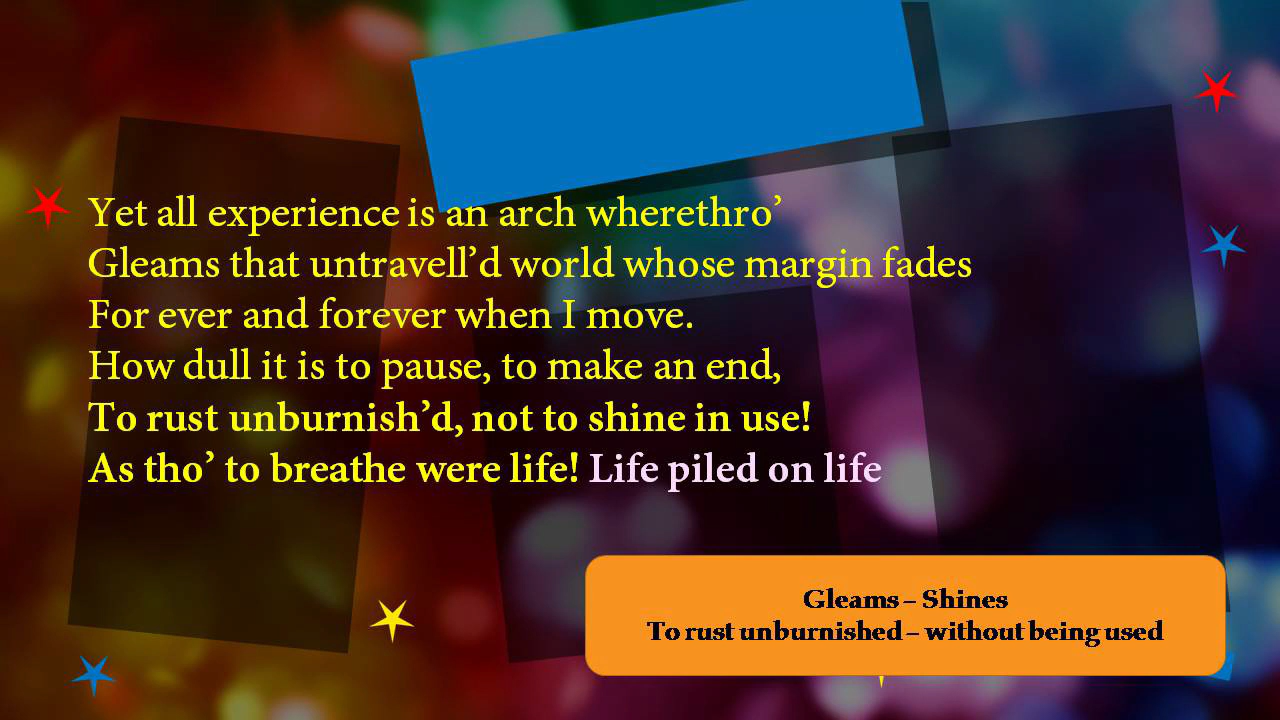 Yet all experience is an arch wherethro’
Gleams that untravell’d world whose margin fades
For ever and forever when I move.
How dull it is to pause, to make an end,
To rust unburnish’d, not to shine in use!
As tho’ to breathe were life! Life piled on life
Gleams – Shines
To rust unburnished – without being used